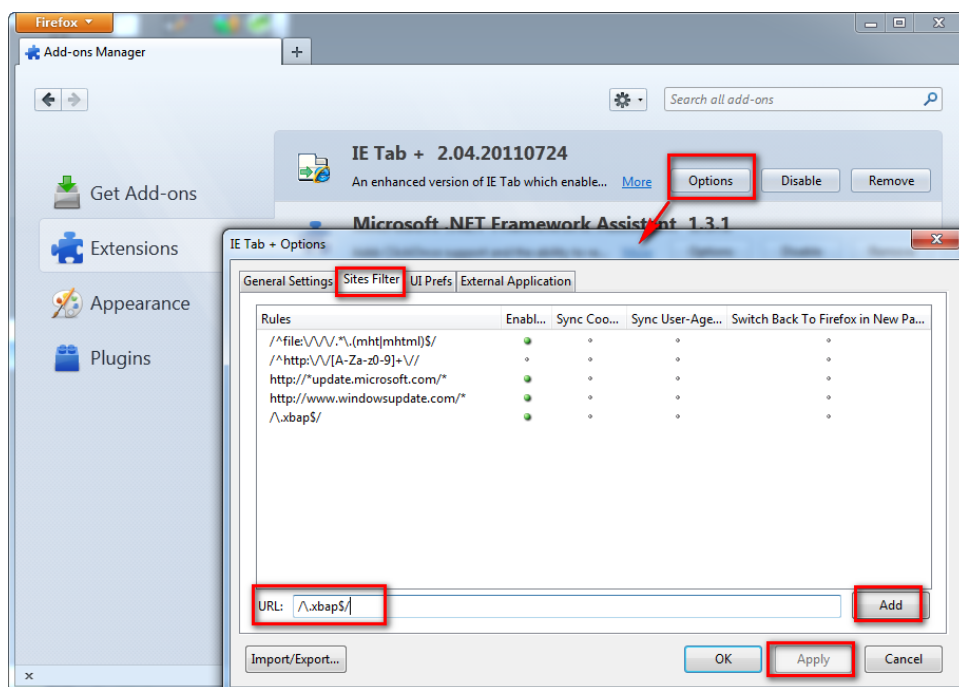 Firefox
Add-ons Manager
+
Search all add-ons
Get Add-ons
Extensions
Appearance
Plugins
IE Tab + 2.04.20110724
An enhanced version of IE Tab which enable... More Options Disable Remove
Microsoft .NET Framework Assistant 1.3.1
IE Tab + Options
General Settings Sites Filter UI Prefs External Application
Rules Enabl... Sync Coo... Sync User-Age... Switch Back To Firefox in New Pa...
/^file:\/\/\/.*\.(mht|mhtml)$/
/^http:\/\/[A-Za-z0-9]+\//
http://*update.microsoft.com/*
http://www.windowsupdate.com/*
/\.xbap$/
URL: /\.xbap$/ Add
Import/Export... OK Apply Cancel
x